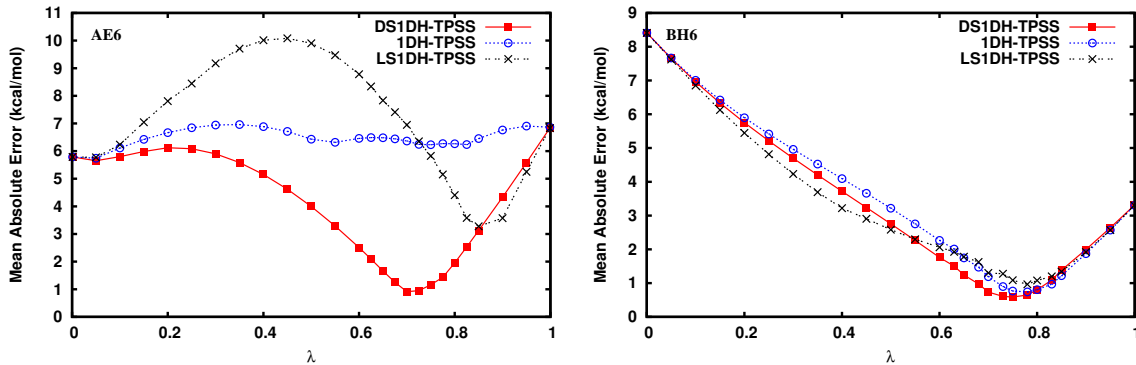 Mean Absolute Error (kcal/mol)
11
10
9
8
7
6
5
4
3
2
1
0
AE6
DS1DH-TPSS
1DH-TPSS
LS1DH-TPSS
0 0.2 0.4 0.6 0.8 1
λ
Mean Absolute Error (kcal/mol)
9
8
7
6
5
4
3
2
1
0
BH6
DS1DH-TPSS
1DH-TPSS
LS1DH-TPSS
0 0.2 0.4 0.6 0.8 1
λ